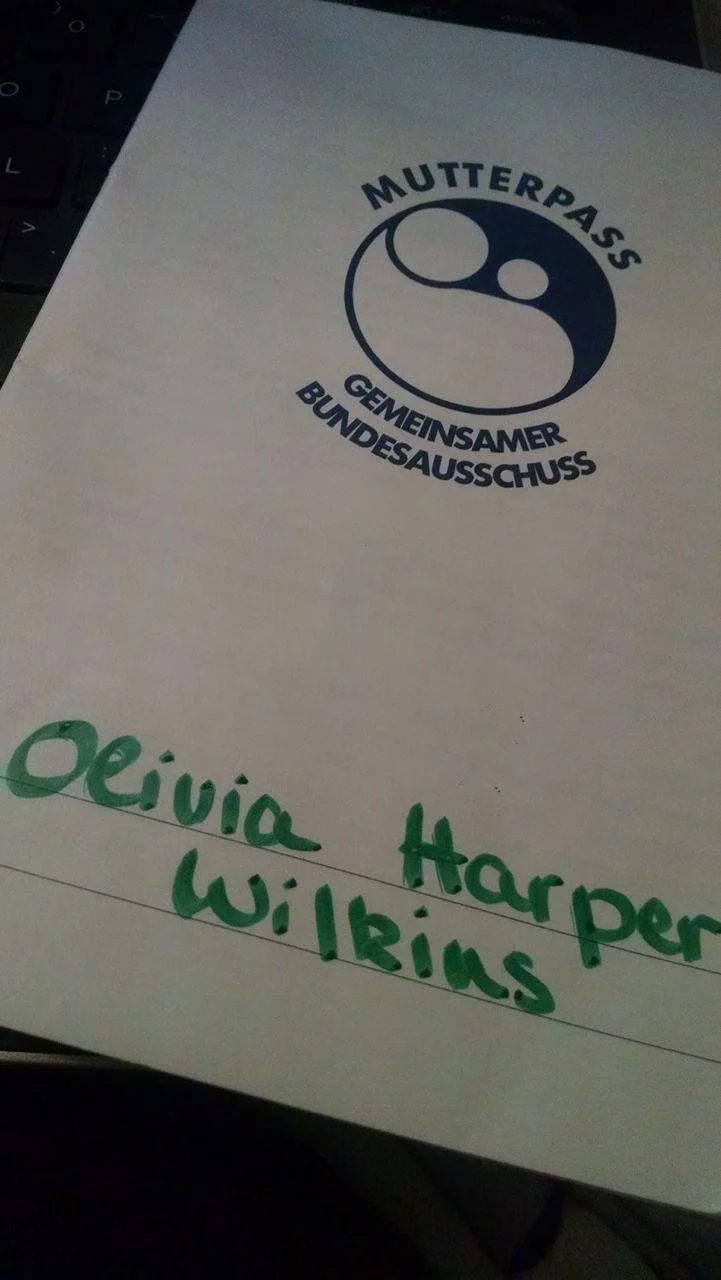 O
P
L
>
MUTTERPASS
GEMEINSAMER
BUNDESAUSSCHUSS
Olivia Harper
Wilkins